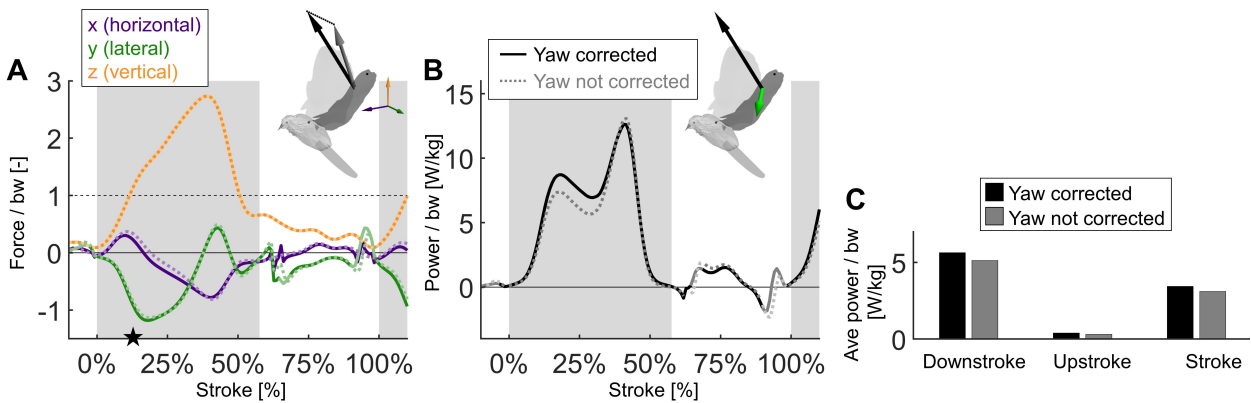 x (horizontal)
y (lateral)
z (vertical)
A
Force / bw [-]
3
2
1
0
-1
0%
25%
50%
75%
100%
Stroke [%]
B
Yaw corrected
Yaw not corrected
Power / bw [W/kg]
15
10
5
0
0%
25%
50%
75%
100%
Stroke [%]
C
Yaw corrected
Yaw not corrected
Ave power / bw
[W/kg]
5
0
Downstroke
Upstroke
Stroke